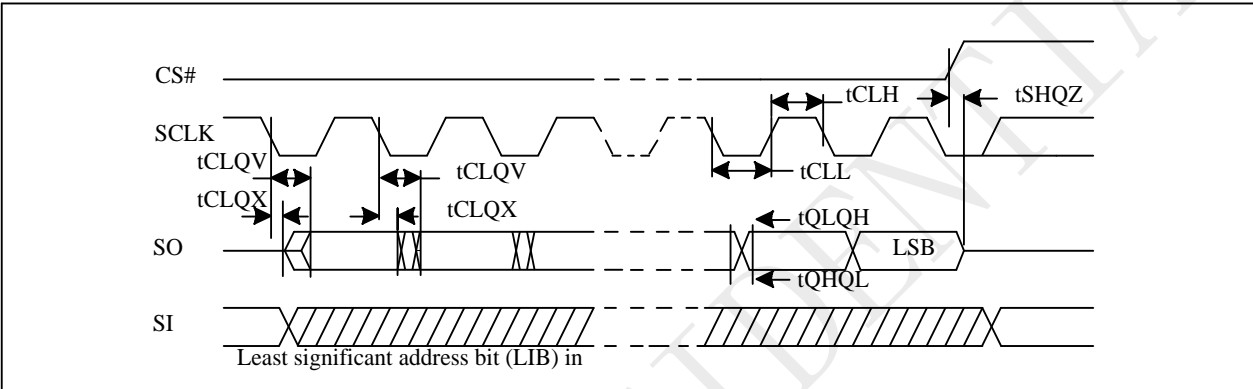 CS#
tCLH
tSHQZ
SCLK
tCLQV
tCLQV
tCLL
tCLQX
tCLQX
tQLQH
SO
LSB
tQHQL
SI
Least significant address bit (LIB) in